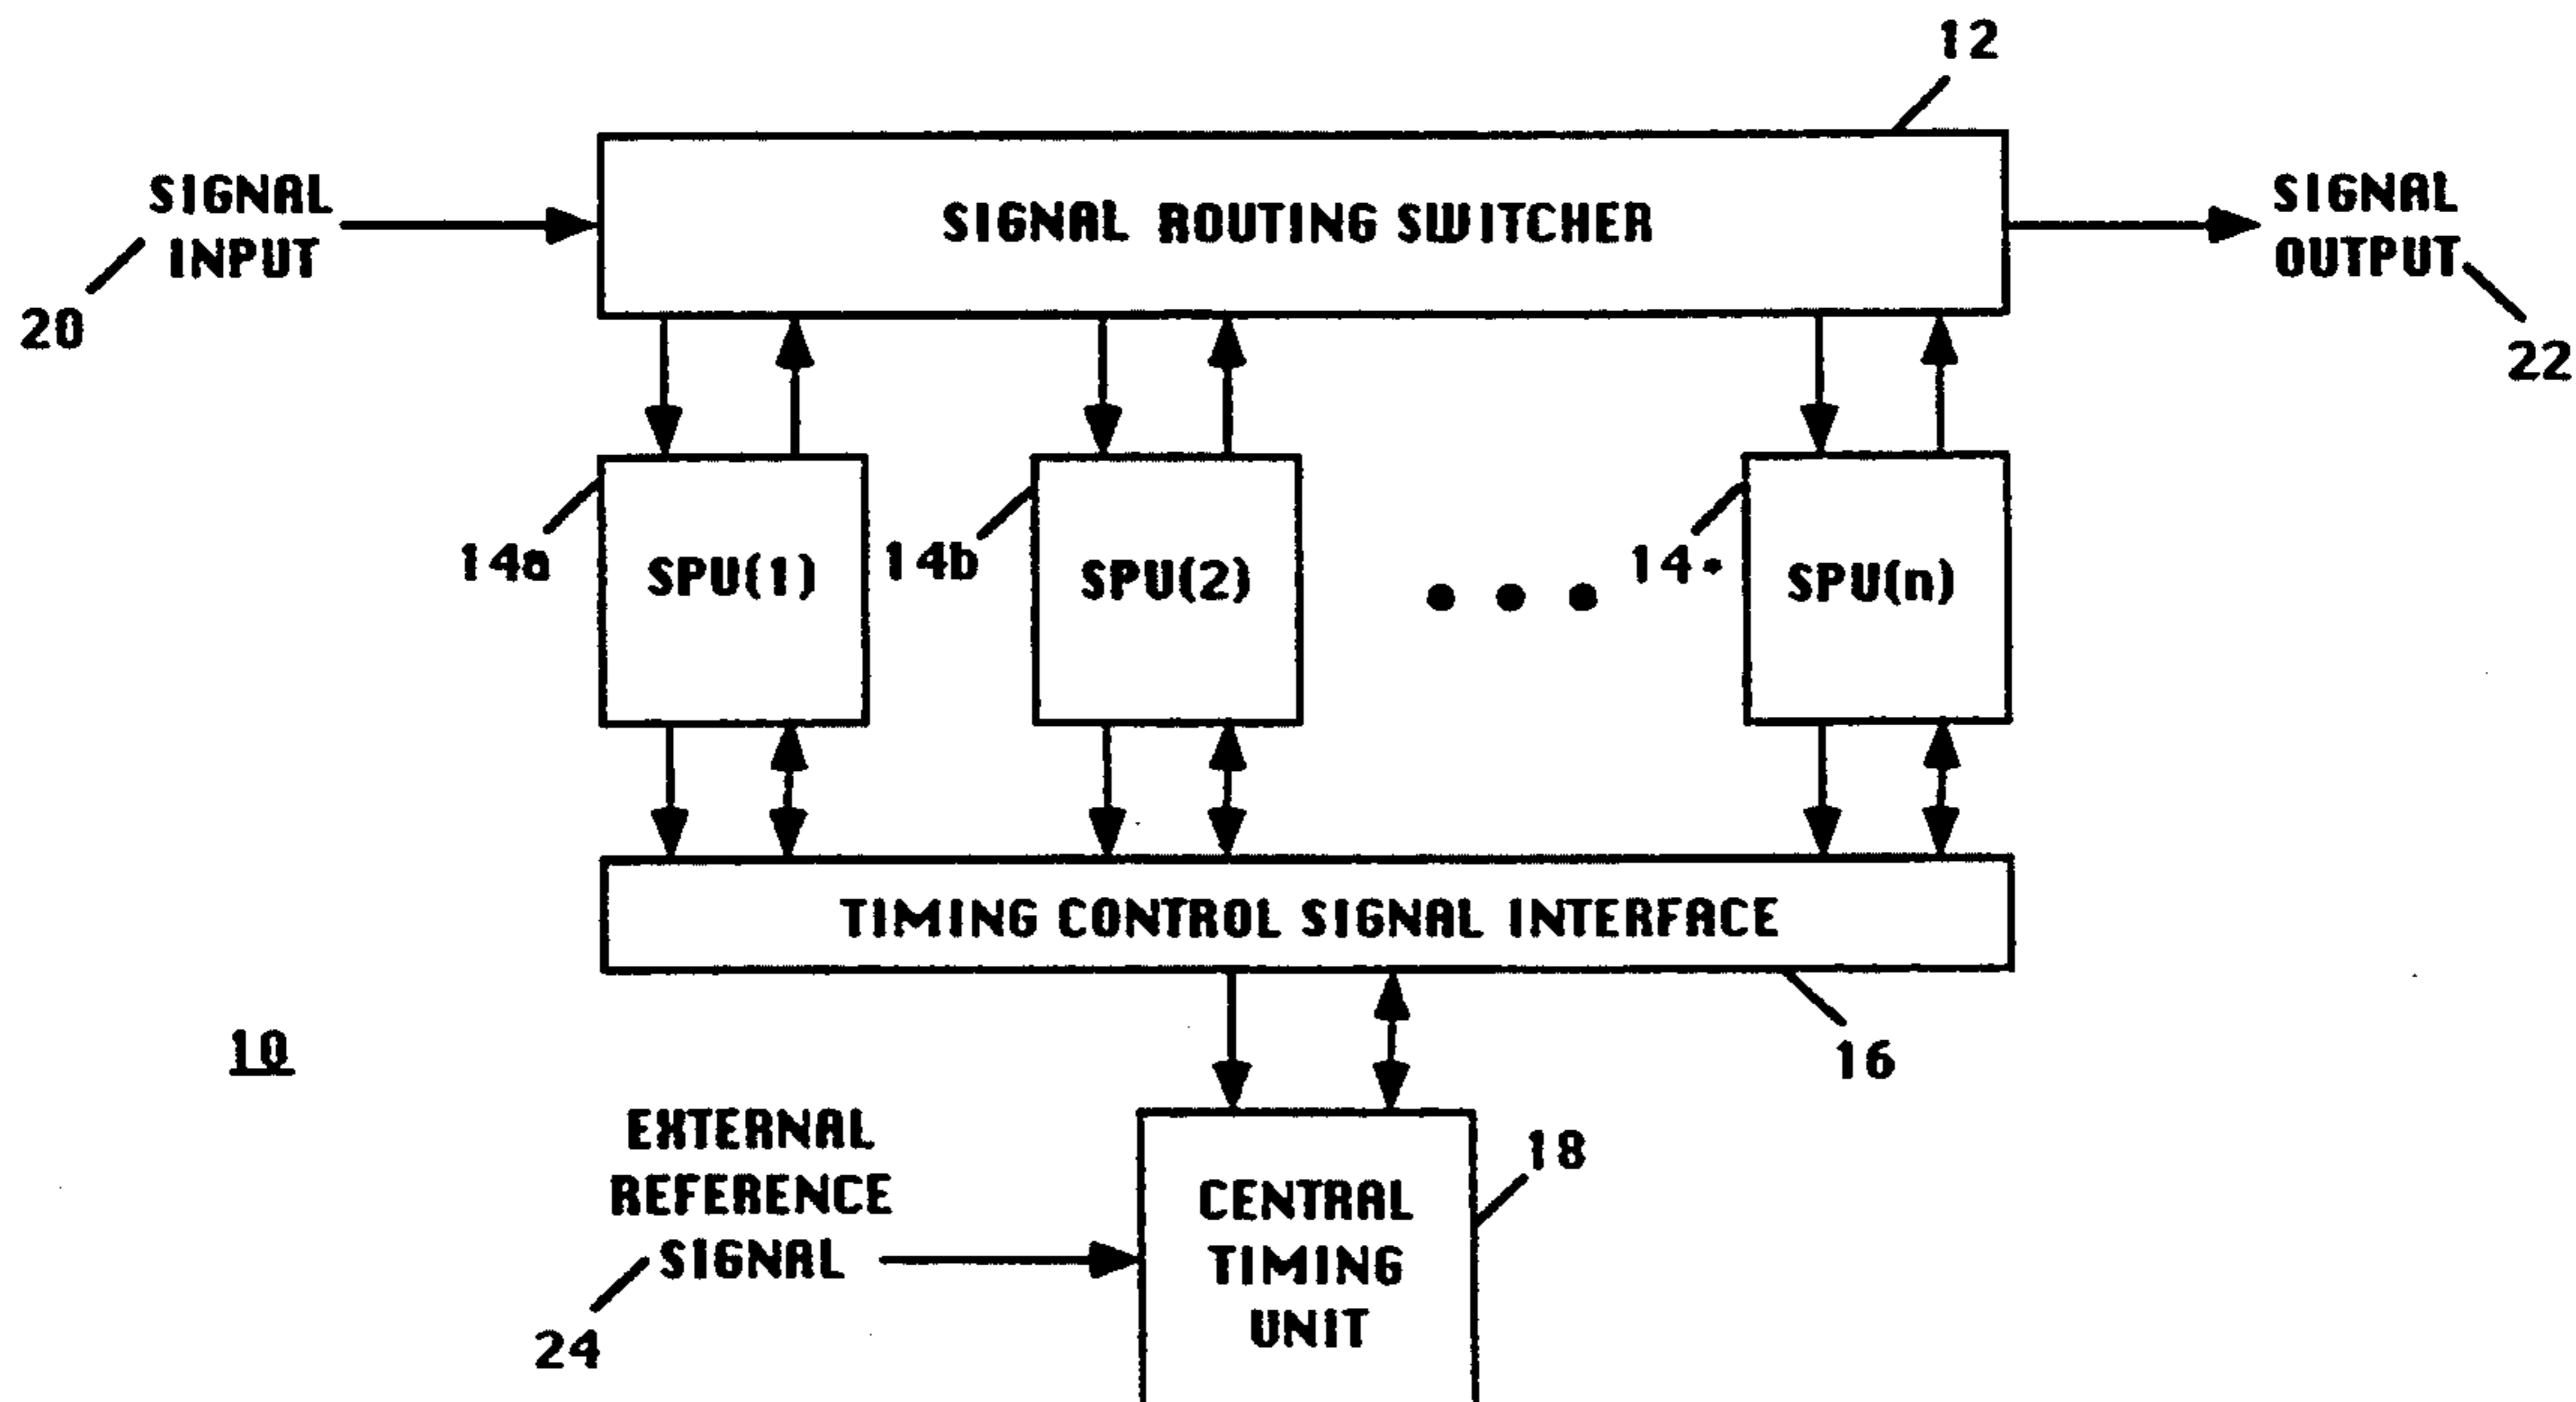 12
SIGNAL
INPUT
20
SIGNAL ROUTING SWITCHER
SIGNAL
OUTPUT
22
14a
SPU(1)
14b
SPU(2)
• • •
14•
SPU(n)
TIMING CONTROL SIGNAL INTERFACE
16
10
EXTERNAL
REFERENCE
SIGNAL
24
CENTRAL
TIMING
UNIT
18